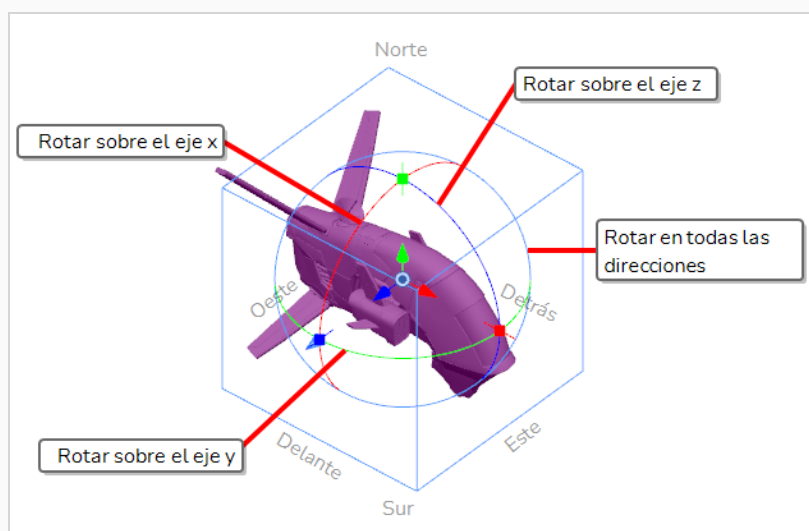 Norte
Rotar sobre el eje z
Rotar sobre el eje x
Rotar en todas las
direcciones
Oeste
Detrás
Rotar sobre el eje y
Delante
Este
Sur